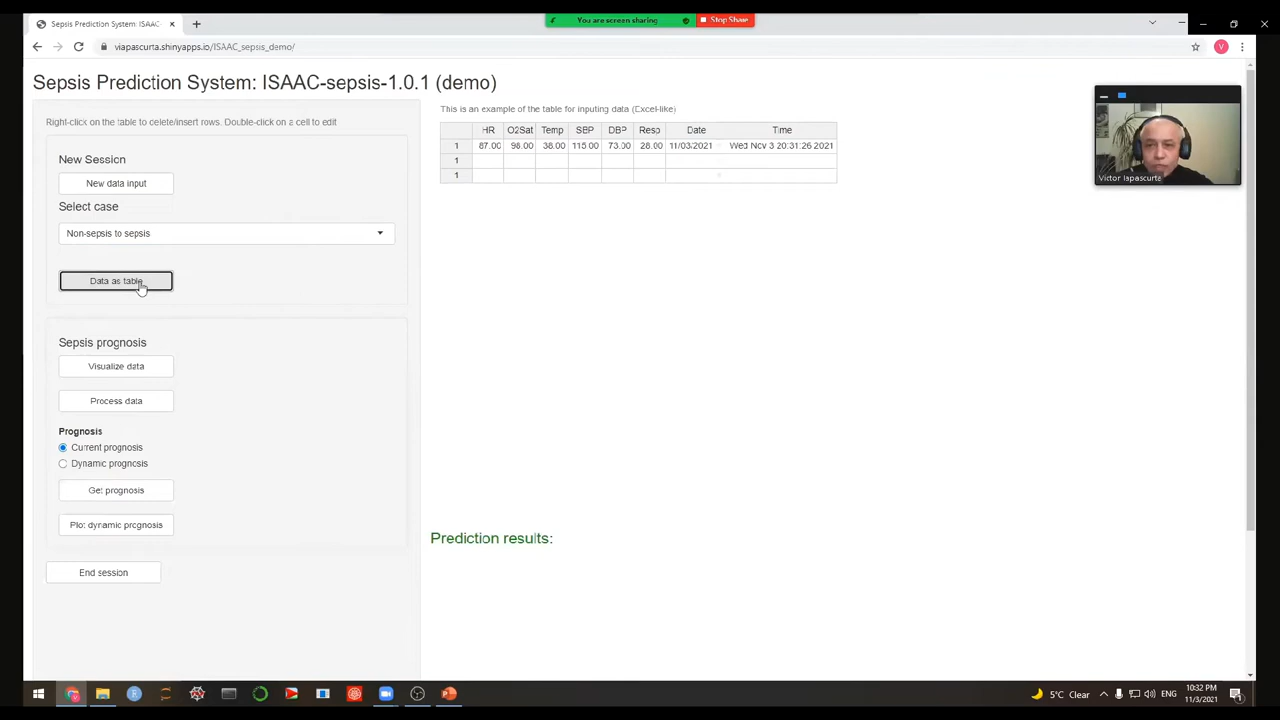 Sepsis Prediction System: ISAAC-
You are screen sharing
Stop Share
viapascurta.shinyapps.io/ISAAC_sepsis_demo/
V
Sepsis Prediction System: ISAAC-sepsis-1.0.1 (demo)
Right-click on the table to delete/insert rows. Double-click on a cell to edit
New Session
New data input
Select case
Non-sepsis to sepsis
Data as table
Sepsis prognosis
Visualize data
Process data
Prognosis
Current prognosis
Dynamic prognosis
Get prognosis
Plot dynamic prognosis
End session
This is an example of the table for inputing data (Excel-like)
HR O2Sat Temp SBP DBP Resp Date Time
1 87.00 98.00 38.00 115.00 73.00 28.00 11/03/2021 Wed Nov 3 20:31:26 2021
1
1
Prediction results:
Victor Iapascurta
5°C Clear
ENG
10:32 PM
11/3/2021
1